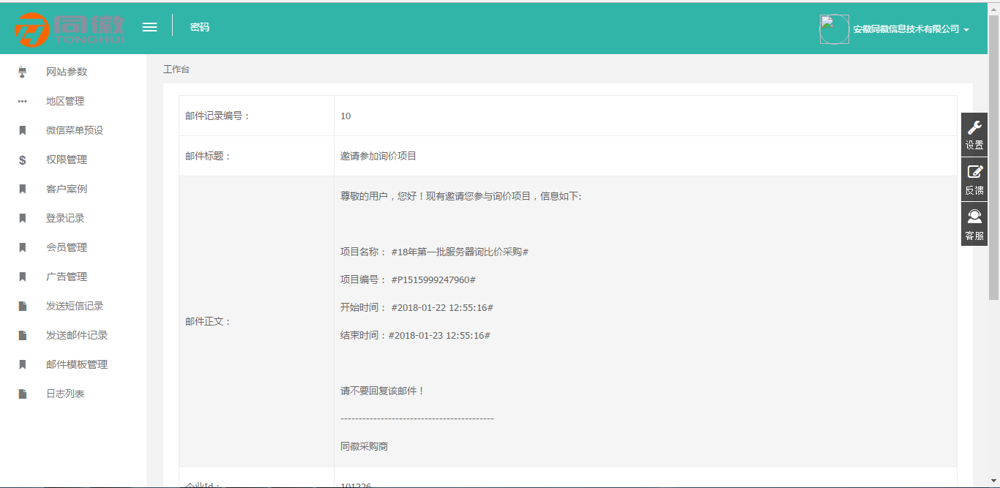 同徽
TONGHUI
密码
安徽同徽信息技术有限公司
网站参数
地区管理
微信菜单预设
权限管理
客户案例
登录记录
会员管理
广告管理
发送短信记录
发送邮件记录
邮件模板管理
日志列表
工作台
邮件记录编号： 10
邮件标题： 邀请参加询价项目
邮件正文：
尊敬的用户，您好！现有邀请您参与询价项目，信息如下:
项目名称： #18年第一批服务器询比价采购#
项目编号： #P1515999247960#
开始时间： #2018-01-22 12:55:16#
结束时间：#2018-01-23 12:55:16#
请不要回复该邮件！
------------------------------------------
同徽采购商
企业Id： 101226
设置
反馈
客服